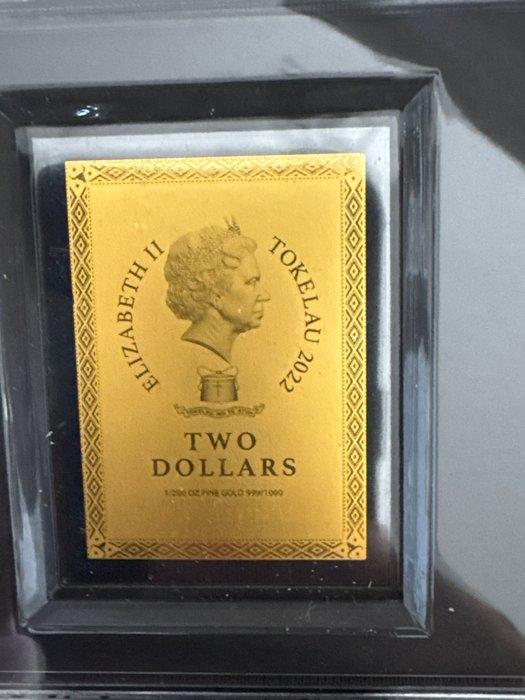 ELIZABETH II
TOKELAU 2022
TWO
DOLLARS
1/200 OZ FINE GOLD 999/1000